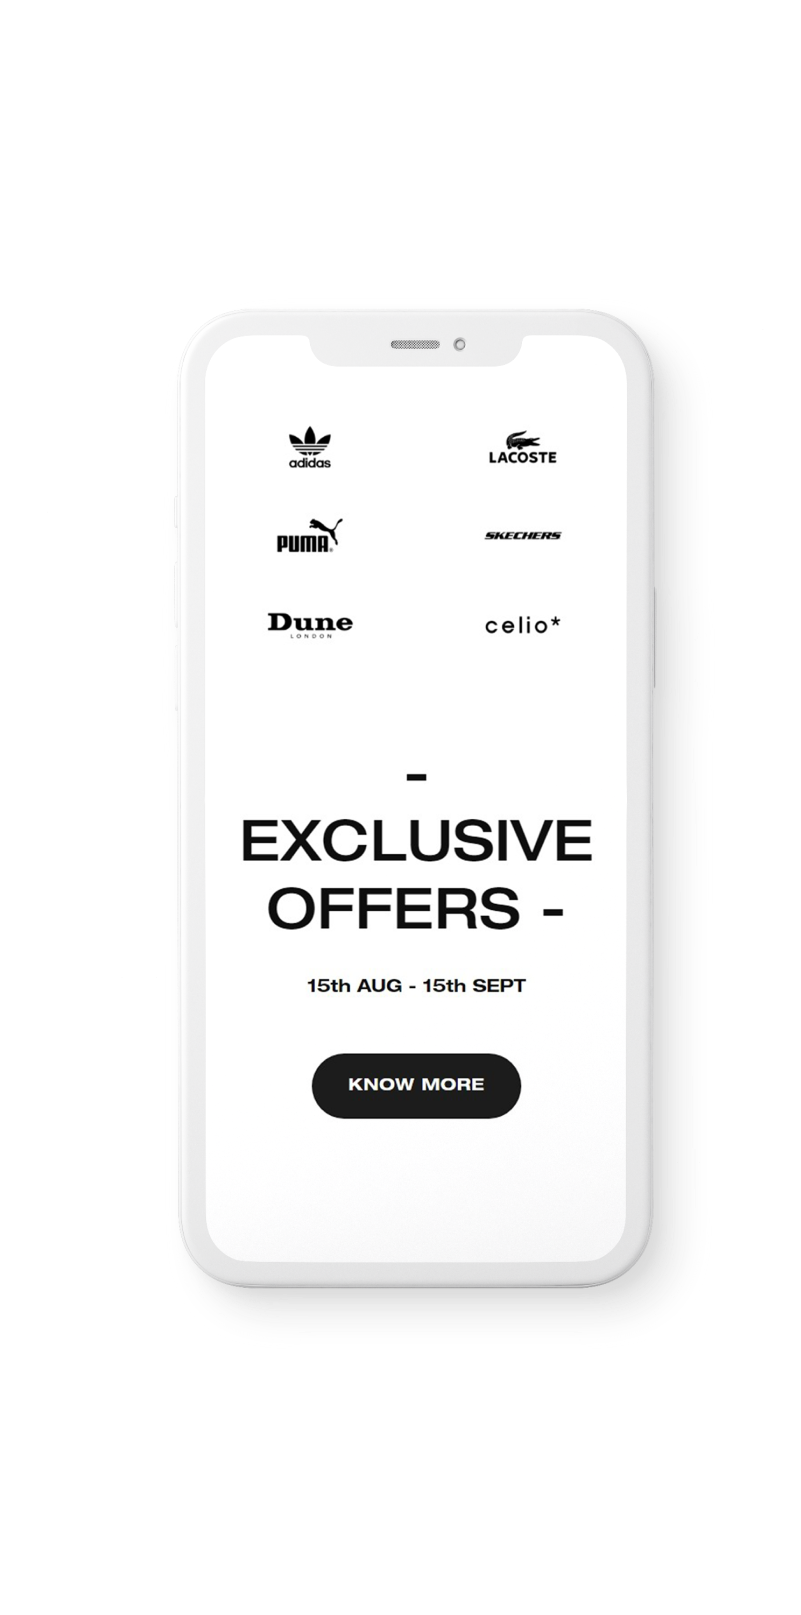 adidas
LACOSTE
PUMA®
SKECHERS
Dune
LONDON
celio*
-
EXCLUSIVE
OFFERS -
15th AUG - 15th SEPT
KNOW MORE